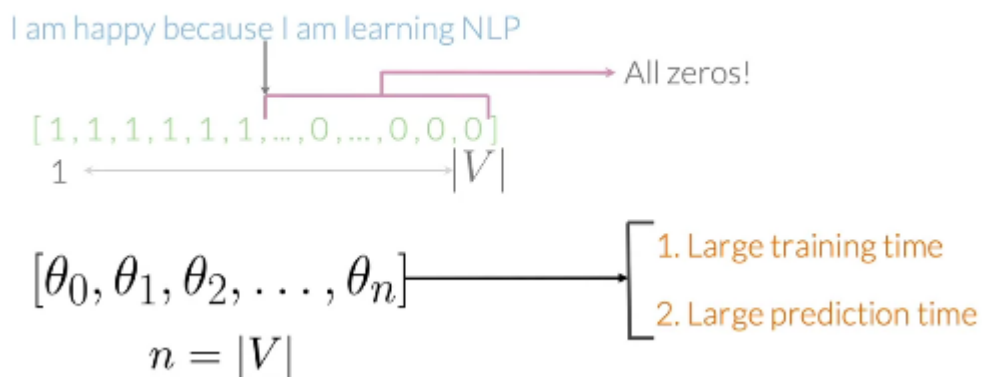 I am happy because I am learning NLP
All zeros!
[ 1, 1, 1, 1, 1, 1, ..., 0, ..., 0, 0, 0 ]
1 |V|
[θ₀, θ₁, θ₂, . . . , θₙ]
1. Large training time
2. Large prediction time
n = |V|